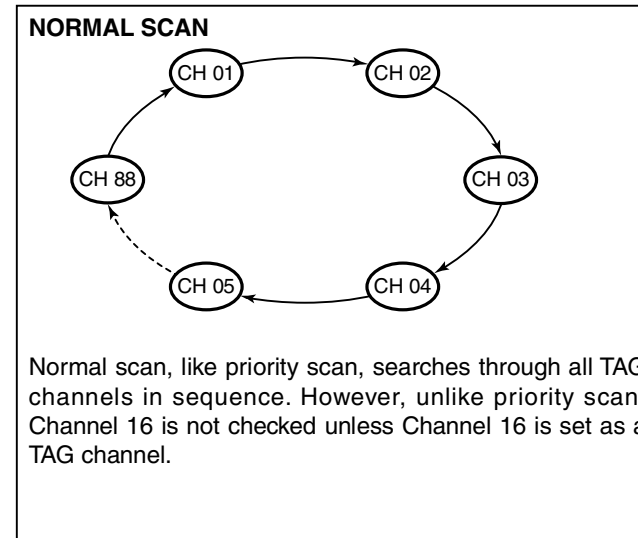 NORMAL SCAN
CH 01
CH 02
CH 88
CH 03
CH 05
CH 04
Normal scan, like priority scan, searches through all TAG
channels in sequence. However, unlike priority scan
Channel 16 is not checked unless Channel 16 is set as a
TAG channel.